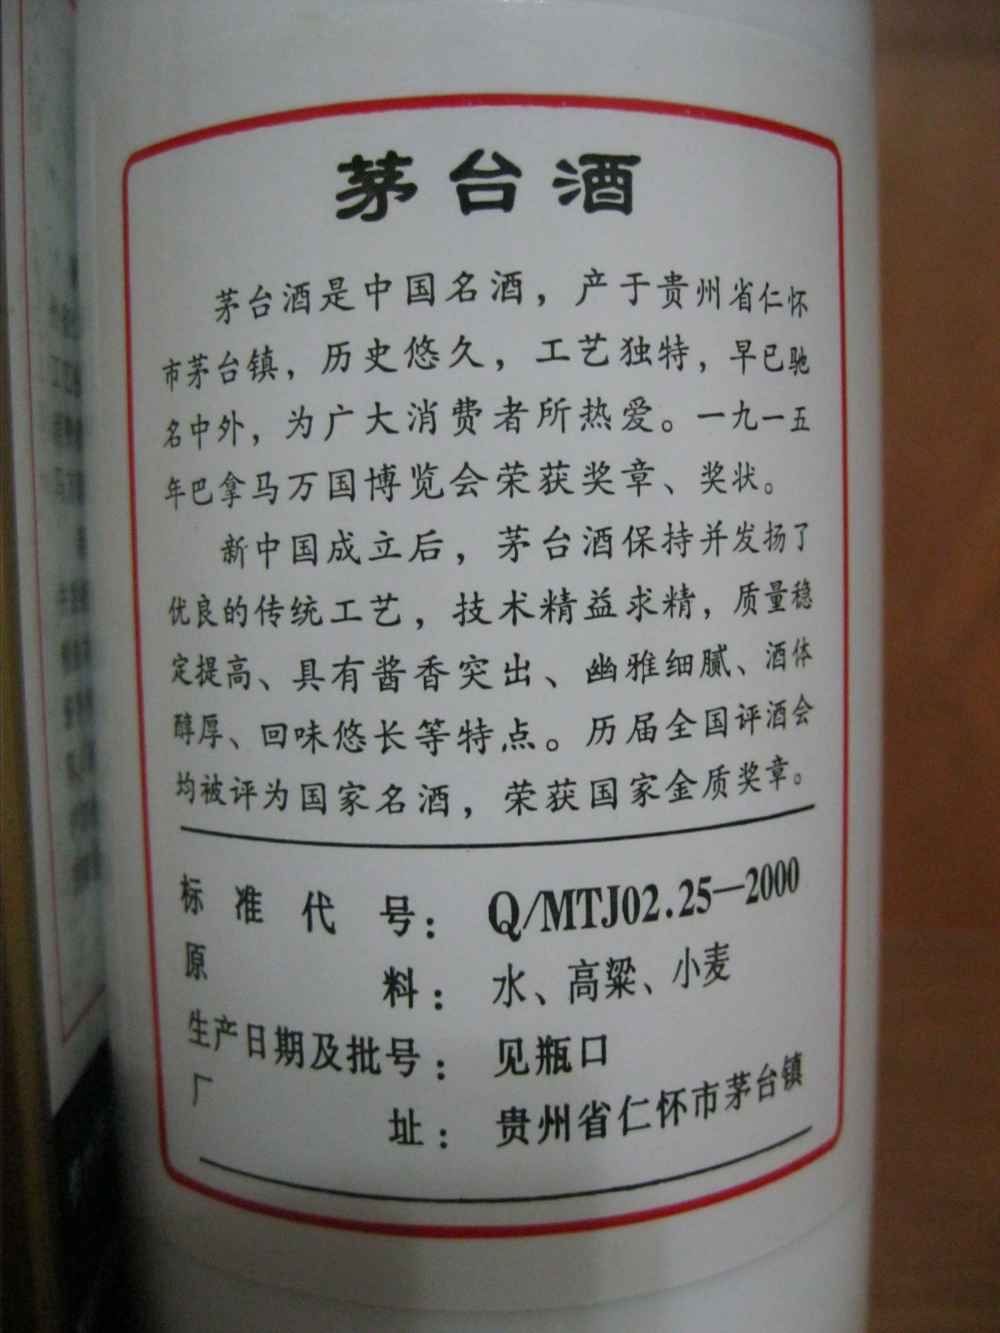 茅台酒
茅台酒是中国名酒，产于贵州省仁怀
市茅台镇，历史悠久，工艺独特，早已驰
名中外，为广大消费者所热爱。一九一五
年巴拿马万国博览会荣获奖章、奖状。
新中国成立后，茅台酒保持并发扬了
优良的传统工艺，技术精益求精，质量稳
定提高、具有酱香突出、幽雅细腻、酒体
醇厚、回味悠长等特点。历届全国评酒会
均被评为国家名酒，荣获国家金质奖章。
标准代号：Q/MTJ02.25—2000
原料：水、高粱、小麦
生产日期及批号：见瓶口
厂址：贵州省仁怀市茅台镇